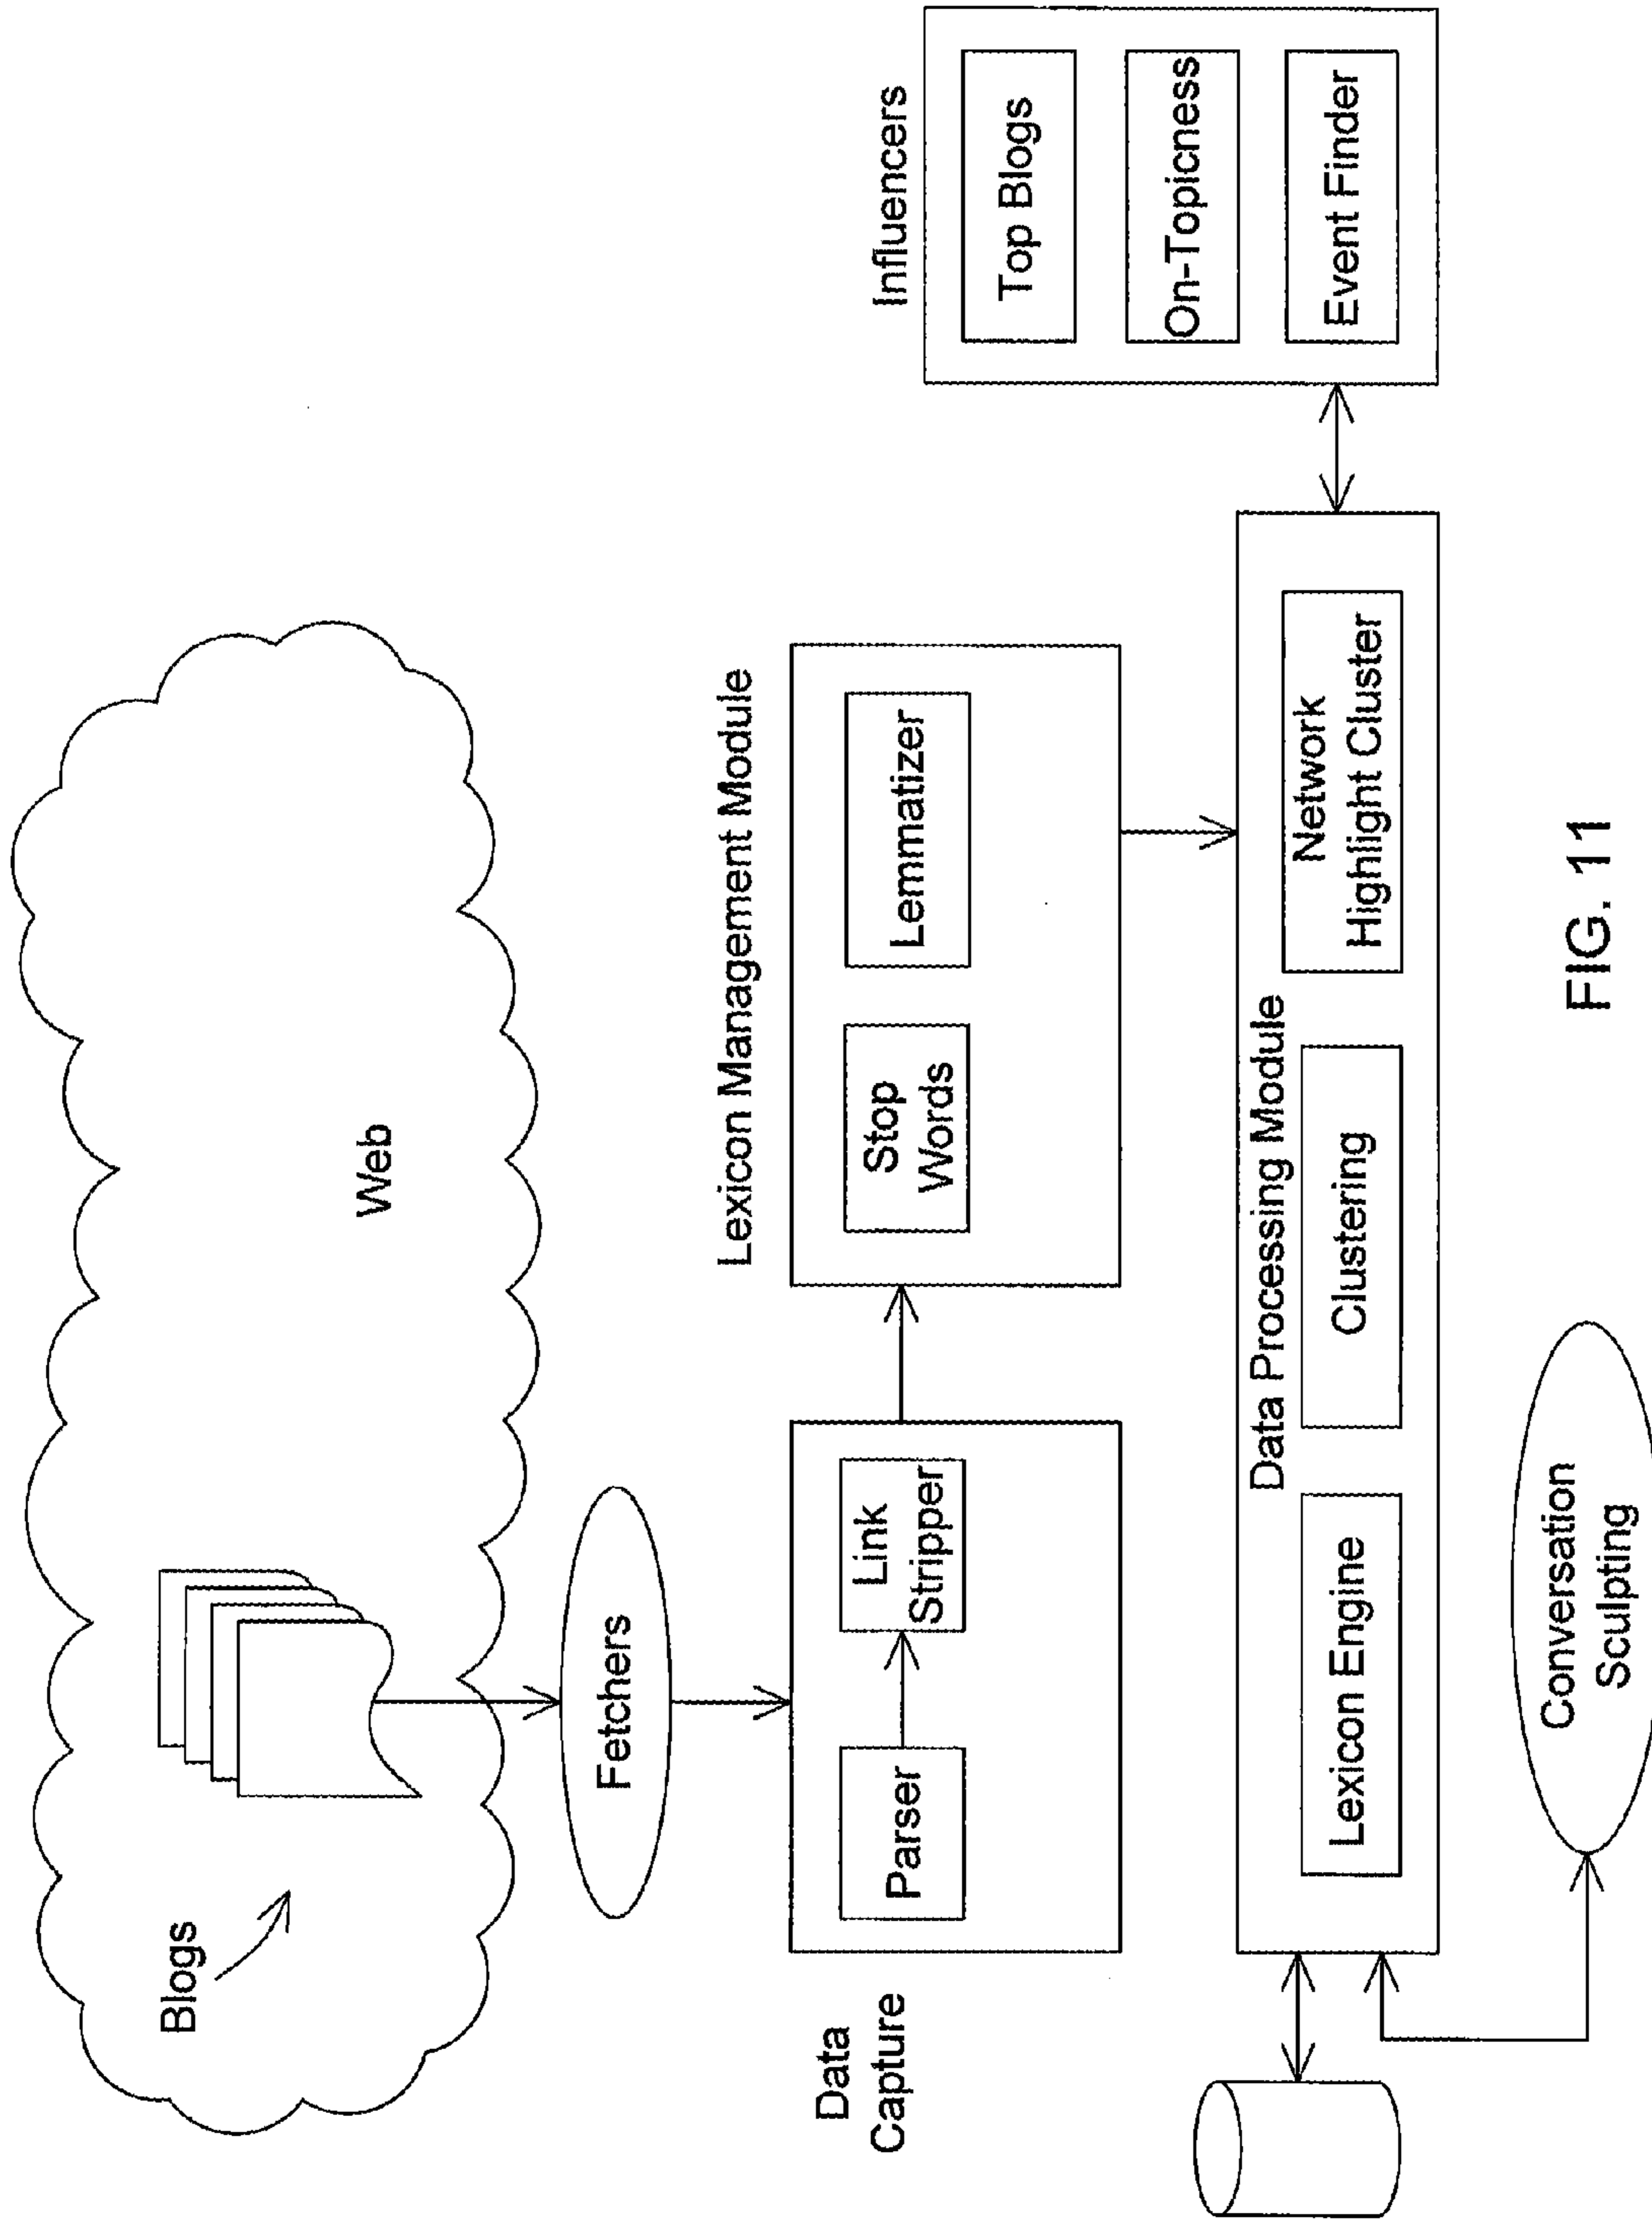 Blogs
Web
Fetchers
Data
Capture
Parser
Link
Stripper
Lexicon Management Module
Stop
Words
Lemmatizer
Influencers
Top Blogs
On-Topicness
Event Finder
Data Processing Module
Lexicon Engine
Clustering
Network
Highlight Cluster
Conversation
Sculpting
FIG. 11